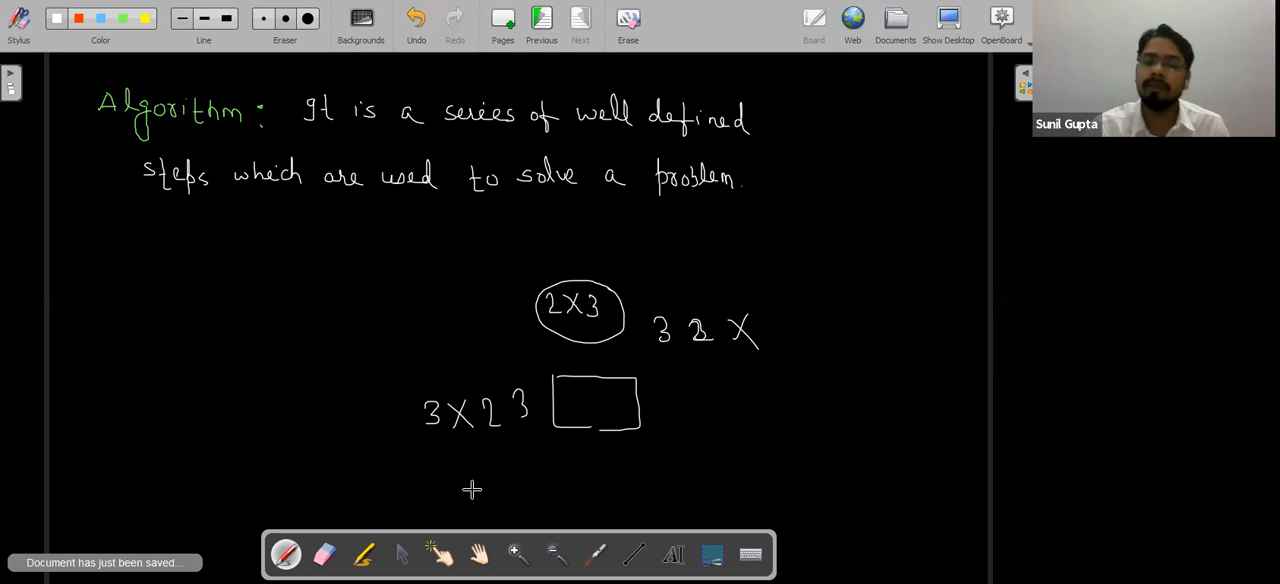 Stylus Color Line Eraser Backgrounds Undo Redo Pages Previous Next Erase Board Web Documents Show Desktop OpenBoard
Sunil Gupta
Algorithm: It is a series of well defined
steps which are used to solve a problem.
2X3
3 2 X
3X2 3
Document has just been saved...
AI